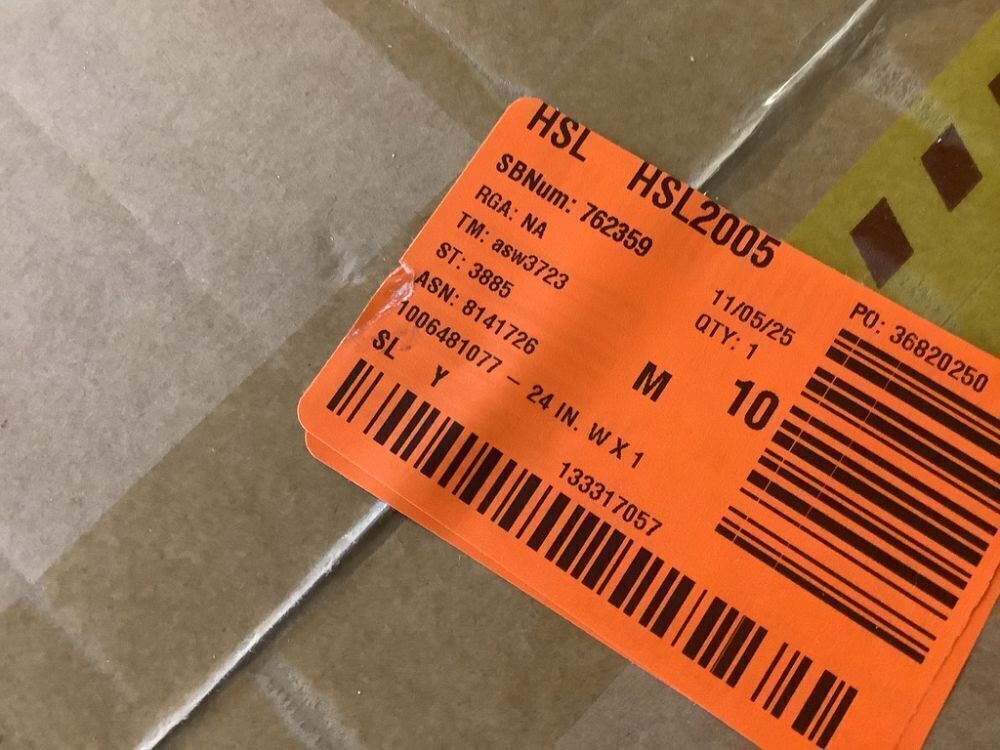 HSL HSL2005
SBNum: 762359
RGA: NA
TM: asw3723
ST: 3885
ASN: 8141726
1006481077 – 24 IN. W X 1
SL Y
133317057
11/05/25
QTY: 1
M 10
PO: 36820250